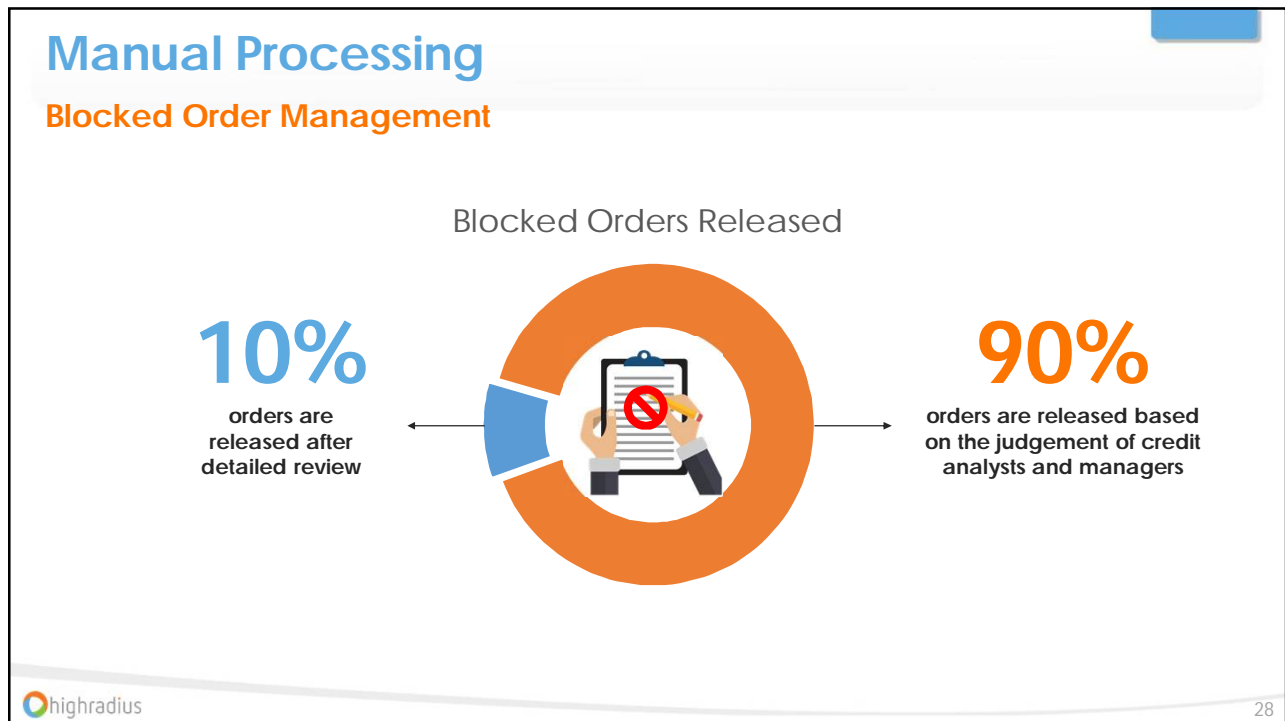 Manual Processing
Blocked Order Management
Blocked Orders Released
10%
orders are
released after
detailed review
90%
orders are released based
on the judgement of credit
analysts and managers
highradius
28